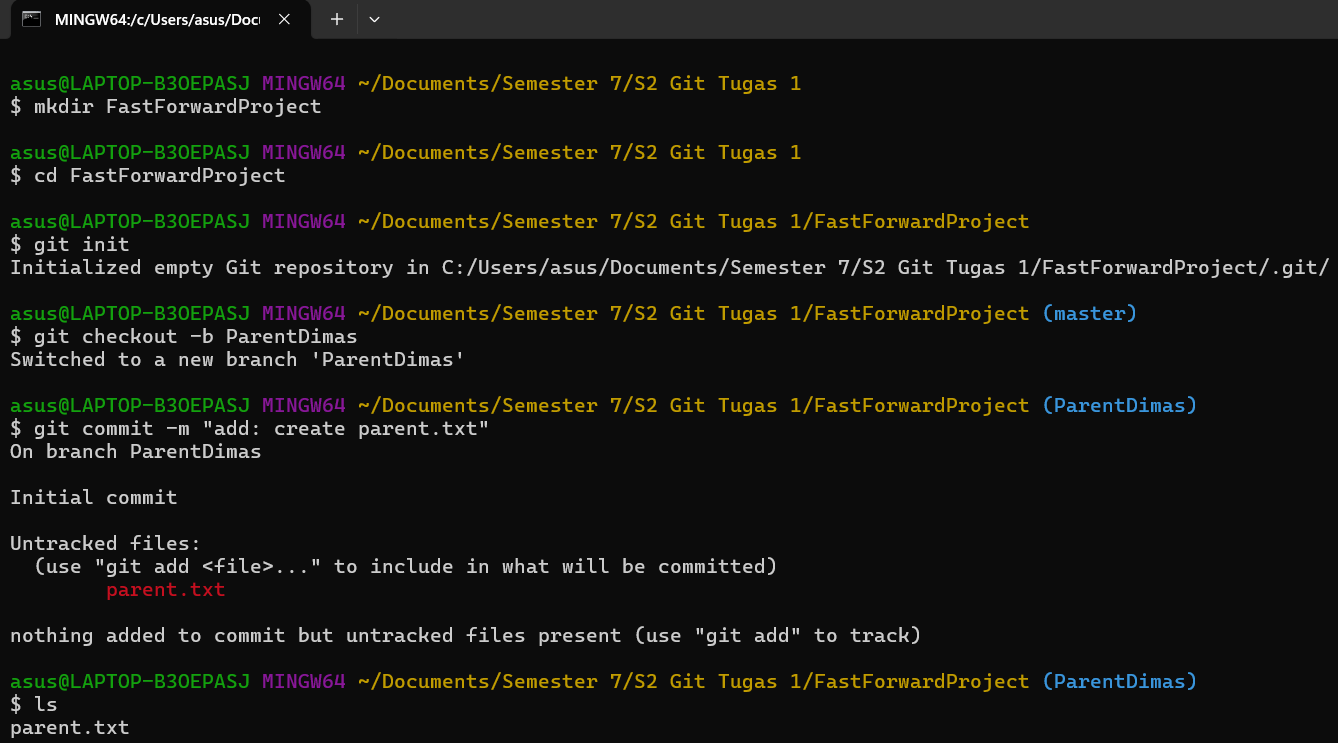 MINGW64:/c/Users/asus/Docu
asus@LAPTOP-B3OEPASJ MINGW64 ~/Documents/Semester 7/S2 Git Tugas 1
$ mkdir FastForwardProject
asus@LAPTOP-B3OEPASJ MINGW64 ~/Documents/Semester 7/S2 Git Tugas 1
$ cd FastForwardProject
asus@LAPTOP-B3OEPASJ MINGW64 ~/Documents/Semester 7/S2 Git Tugas 1/FastForwardProject
$ git init
Initialized empty Git repository in C:/Users/asus/Documents/Semester 7/S2 Git Tugas 1/FastForwardProject/.git/
asus@LAPTOP-B3OEPASJ MINGW64 ~/Documents/Semester 7/S2 Git Tugas 1/FastForwardProject (master)
$ git checkout -b ParentDimas
Switched to a new branch 'ParentDimas'
asus@LAPTOP-B3OEPASJ MINGW64 ~/Documents/Semester 7/S2 Git Tugas 1/FastForwardProject (ParentDimas)
$ git commit -m "add: create parent.txt"
On branch ParentDimas
Initial commit
Untracked files:
  (use "git add <file>..." to include in what will be committed)
        parent.txt
nothing added to commit but untracked files present (use "git add" to track)
asus@LAPTOP-B3OEPASJ MINGW64 ~/Documents/Semester 7/S2 Git Tugas 1/FastForwardProject (ParentDimas)
$ ls
parent.txt